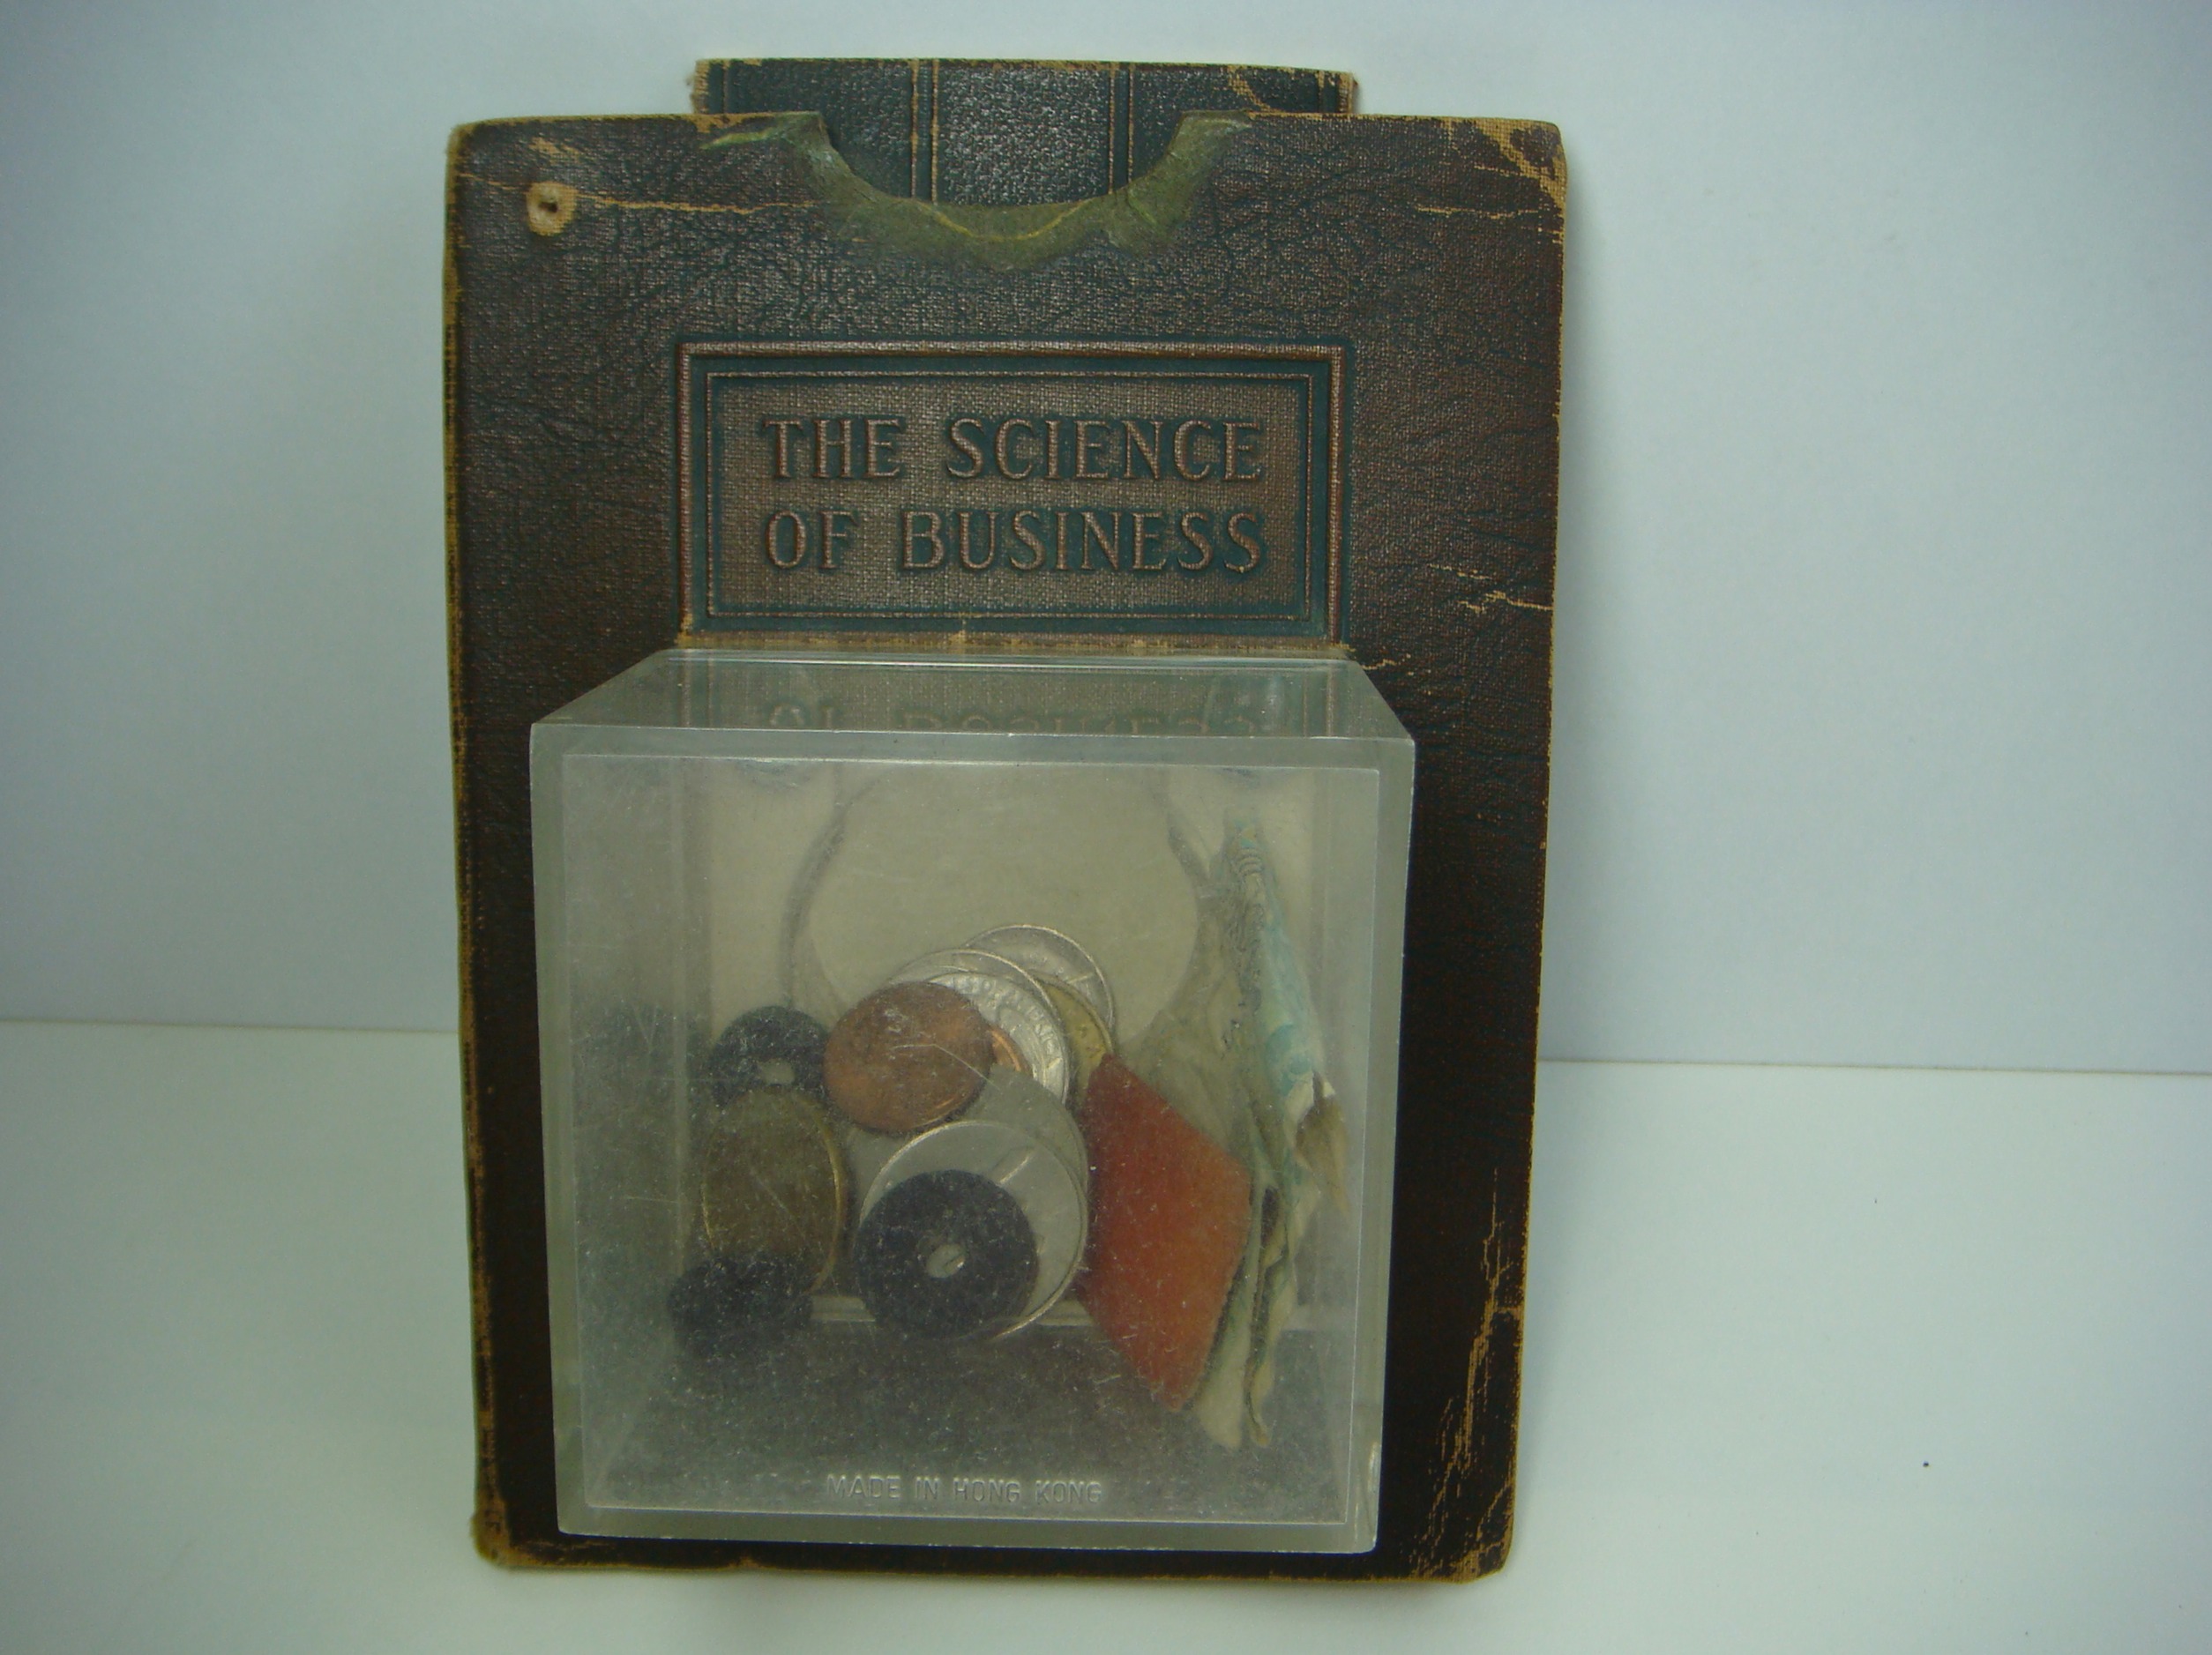 THE SCIENCE
OF BUSINESS
MADE IN HONG KONG